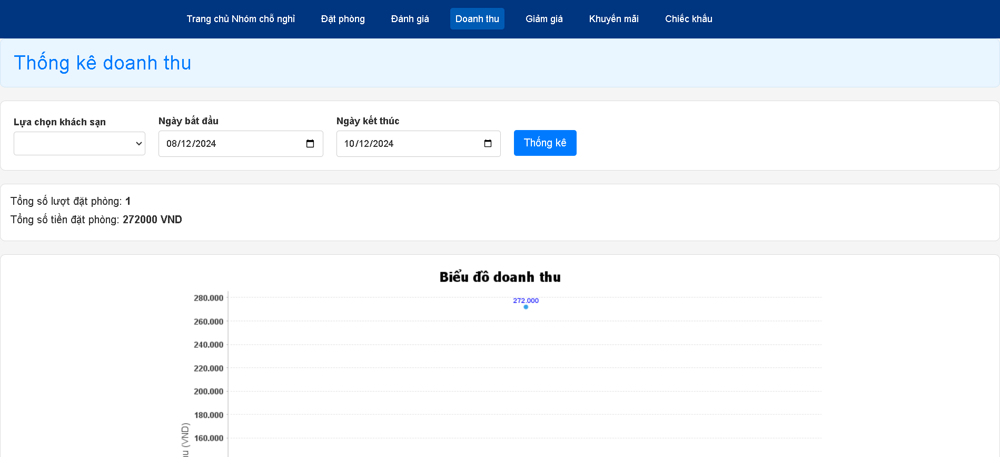 Trang chủ Nhóm chỗ nghỉ Đặt phòng Đánh giá Doanh thu Giảm giá Khuyến mãi Chiếc khấu
Thống kê doanh thu
Lựa chọn khách sạn Ngày bắt đầu Ngày kết thúc
08/12/2024 10/12/2024 Thống kê
Tổng số lượt đặt phòng: 1
Tổng số tiền đặt phòng: 272000 VND
Biểu đồ doanh thu
280.000
272.000
260.000
240.000
220.000
200.000
180.000
160.000
(VND)